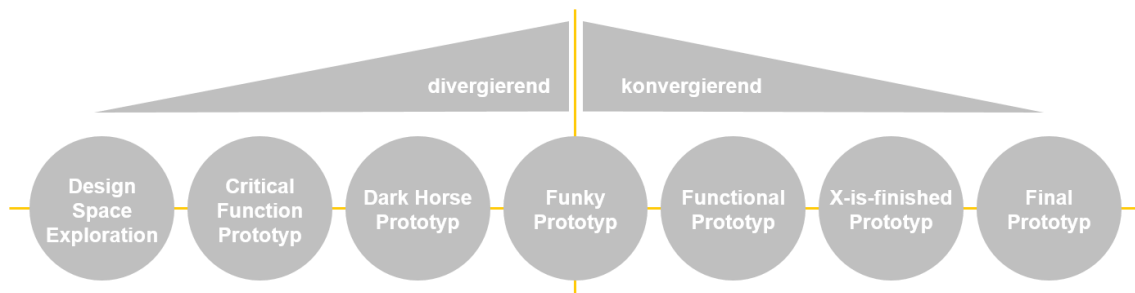 divergierend
konvergierend
Design
Space
Exploration
Critical
Function
Prototyp
Dark Horse
Prototyp
Funky
Prototyp
Functional
Prototyp
X-is-finished
Prototyp
Final
Prototyp